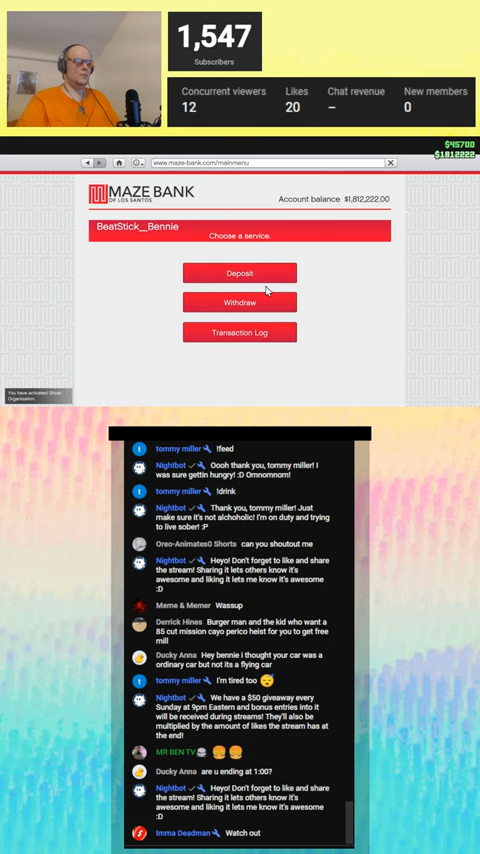 1,547
Subscribers
Concurrent viewers Likes Chat revenue New members
12 20 – 0
$45700
$1812222
www.maze-bank.com/mainmenu
MAZE BANK
OF LOS SANTOS
Account balance $1,812,222.00
BeatStick__Bennie
Choose a service.
Deposit
Withdraw
Transaction Log
You have activated Ghost
Organization.
tommy miller !feed
Nightbot Oooh thank you, tommy miller! I
was sure gettin hungry! :D Omnomnom!
tommy miller !drink
Nightbot Thank you, tommy miller! Just
make sure it's not alchoholic! I'm on duty and trying
to live sober! :P
Oreo-Animates0 Shorts can you shoutout me
Nightbot Heyo! Don't forget to like and share
the stream! Sharing it lets others know it's
awesome and liking it lets me know it's awesome
:D
Meme & Memer Wassup
Derrick Hines Burger man and the kid who want a
85 cut mission cayo perico heist for you to get free
mill
Ducky Anna Hey bennie i thought your car was a
ordinary car but not its a flying car
tommy miller I'm tired too
Nightbot We have a $50 giveaway every
Sunday at 9pm Eastern and bonus entries into it
will be received during streams! They'll also be
multiplied by the amount of likes the stream has at
the end!
MR BEN TV
Ducky Anna are u ending at 1:00?
Nightbot Heyo! Don't forget to like and share
the stream! Sharing it lets others know it's
awesome and liking it lets me know it's awesome
:D
Imma Deadman Watch out